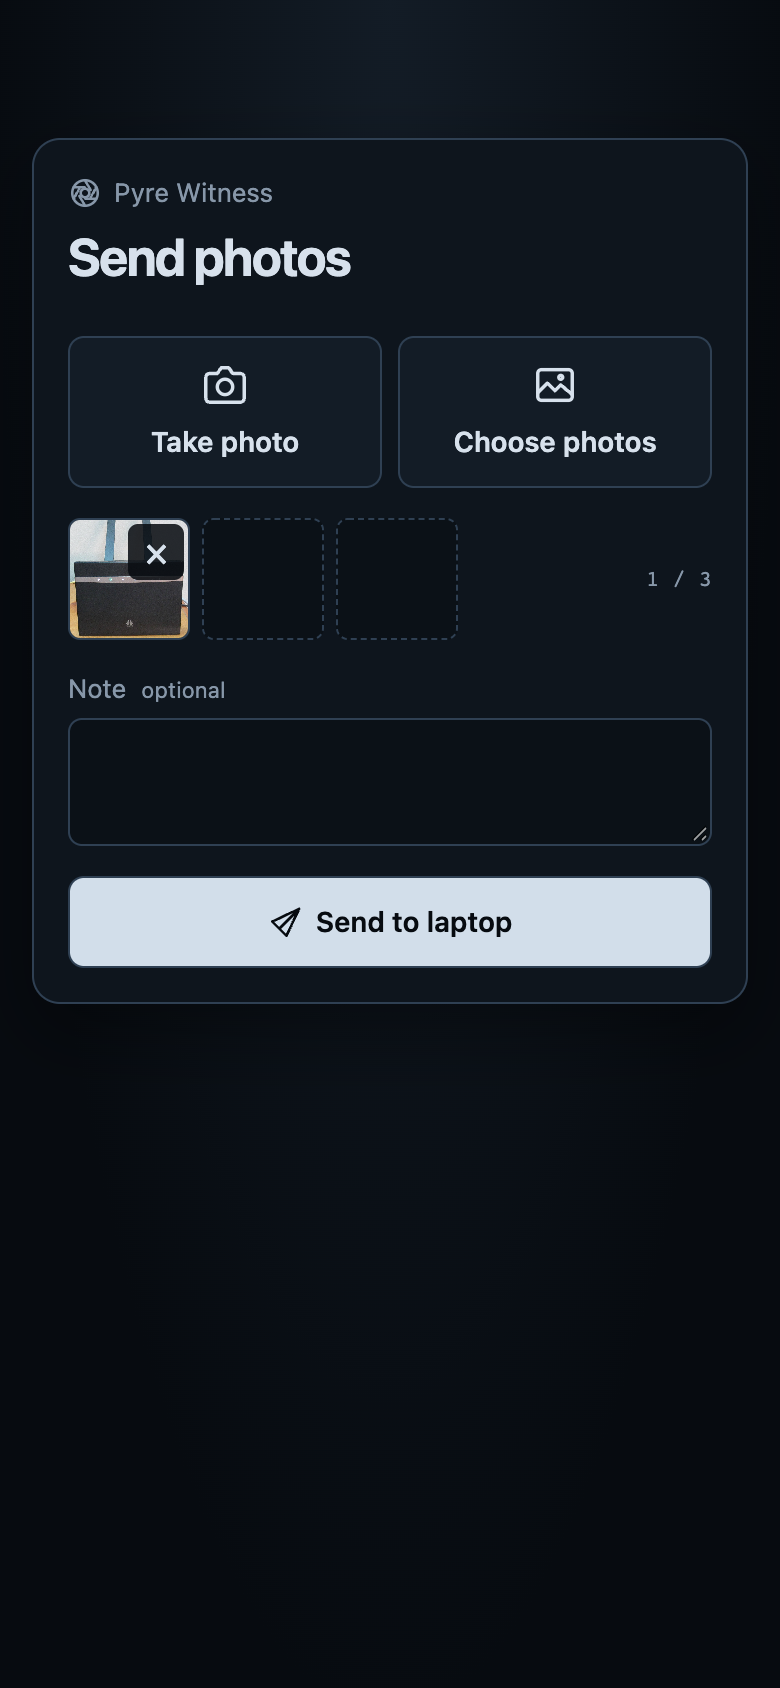 Pyre Witness
Send photos
Take photo
Choose photos
1 / 3
Note optional
Send to laptop